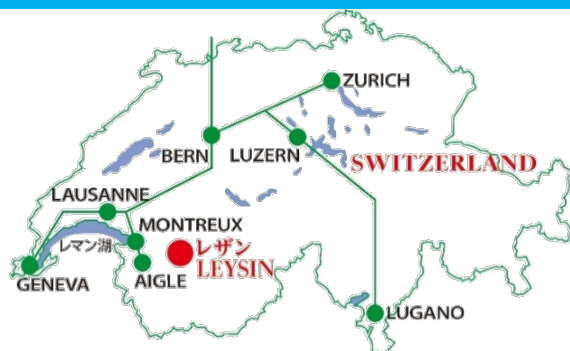 ZURICH
BERN
LUZERN
SWITZERLAND
LAUSANNE
MONTREUX
レマン湖
レザン
LEYSIN
GENEVA
AIGLE
LUGANO